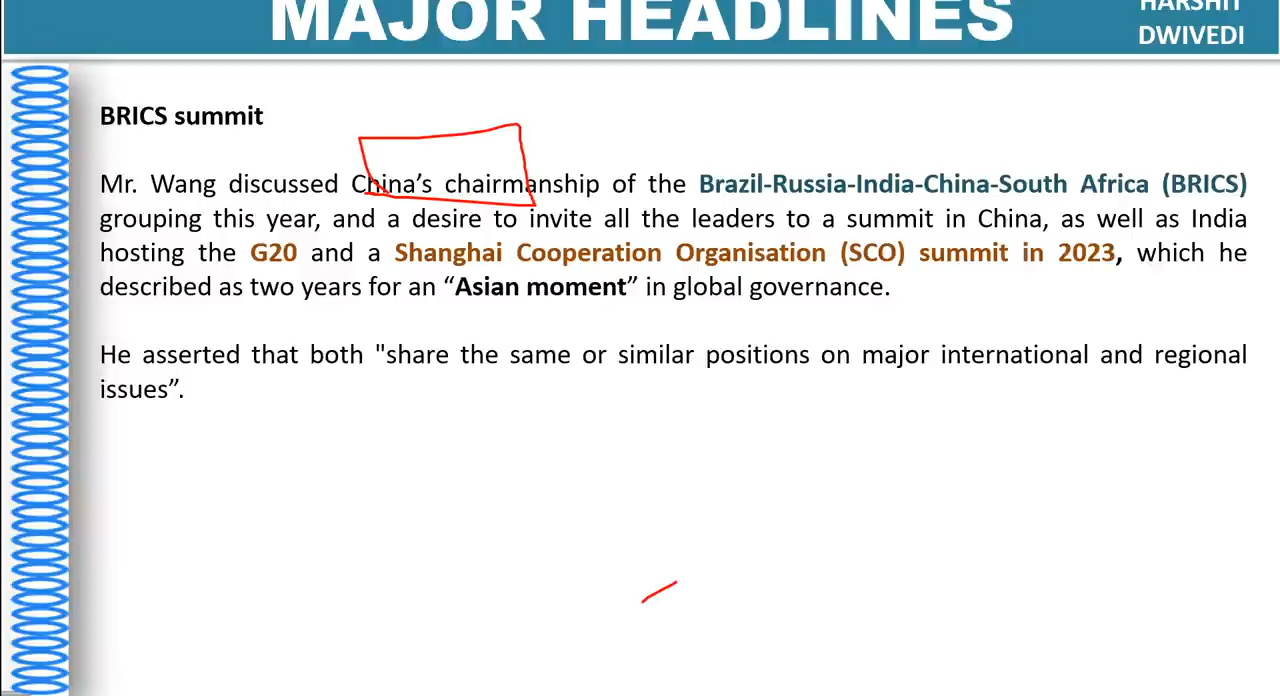 MAJOR HEADLINES
HARSHIT
DWIVEDI
BRICS summit
Mr. Wang discussed China’s chairmanship of the Brazil-Russia-India-China-South Africa (BRICS)
grouping this year, and a desire to invite all the leaders to a summit in China, as well as India
hosting the G20 and a Shanghai Cooperation Organisation (SCO) summit in 2023, which he
described as two years for an “Asian moment” in global governance.
He asserted that both "share the same or similar positions on major international and regional
issues”.